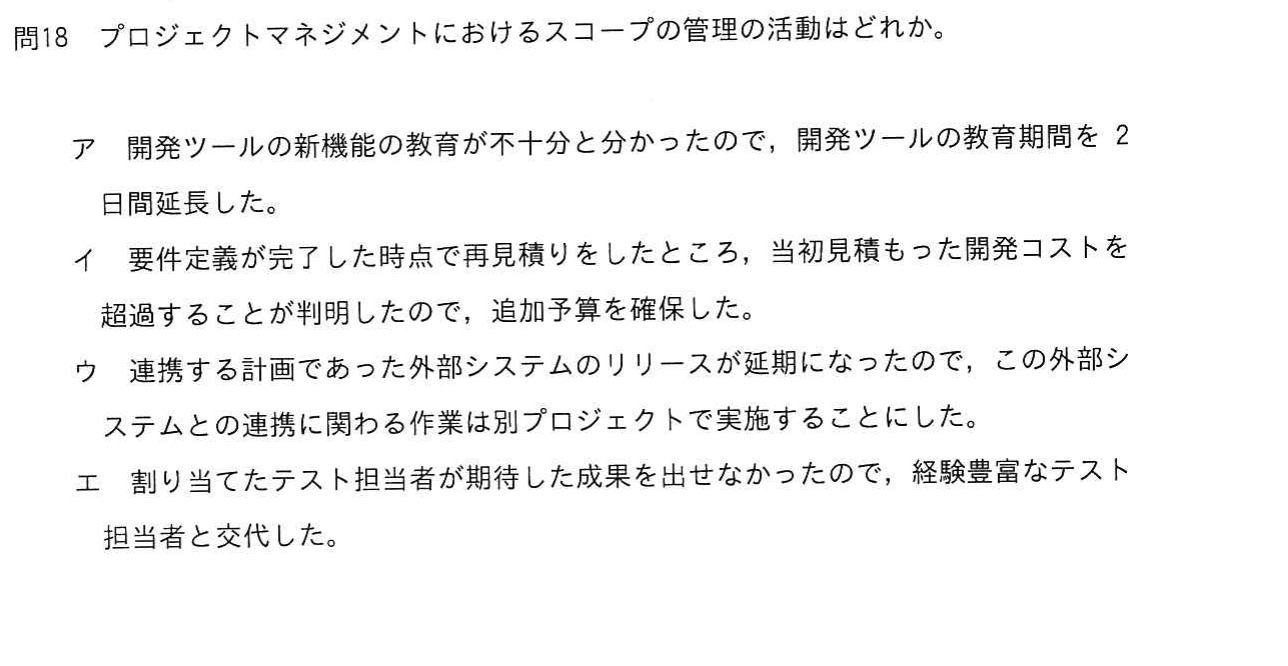 問18 プロジェクトマネジメントにおけるスコープの管理の活動はどれか。
ア 開発ツールの新機能の教育が不十分と分かったので，開発ツールの教育期間を 2
日間延長した。
イ 要件定義が完了した時点で再見積りをしたところ，当初見積もった開発コストを
超過することが判明したので，追加予算を確保した。
ウ 連携する計画であった外部システムのリリースが延期になったので，この外部シ
ステムとの連携に関わる作業は別プロジェクトで実施することにした。
エ 割り当てたテスト担当者が期待した成果を出せなかったので，経験豊富なテスト
担当者と交代した。